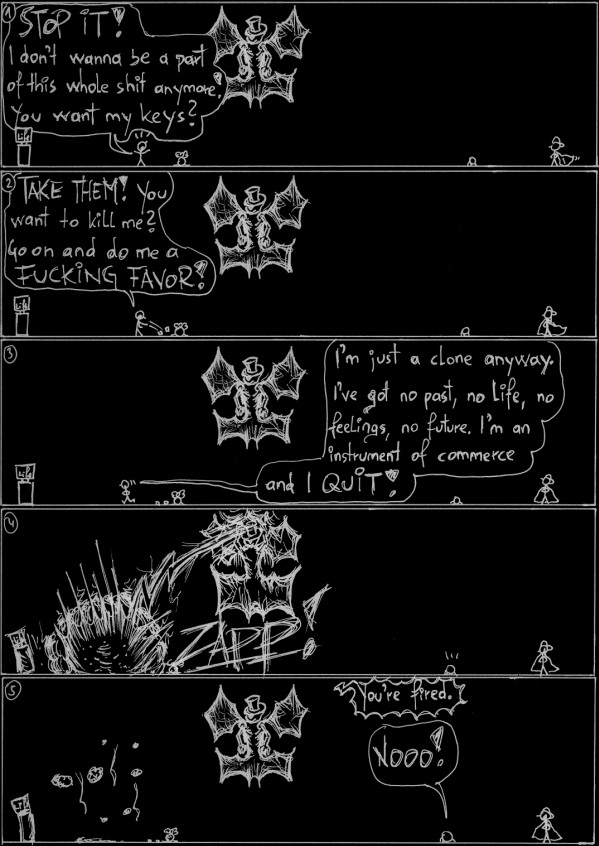 1
STOP IT!
I don't wanna be a part
of this whole shit anymore!
You want my keys?
Life
2
TAKE THEM! You
want to kill me?
Go on and do me a
FUCKING FAVOR!
Life
3
I'm just a clone anyway.
I've got no past, no life, no
feelings, no future. I'm an
instrument of commerce
and I QUIT!
Life
4
ZAPP!
5
You're fired.
NOOO!